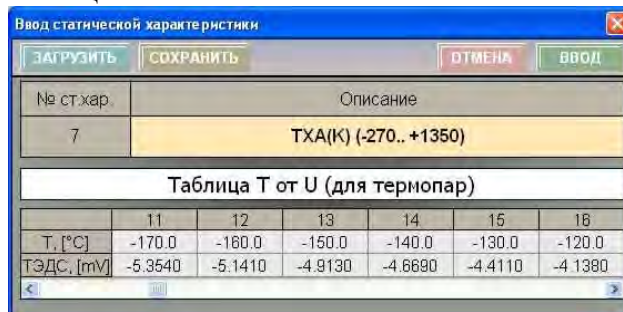 Ввод статической характеристики
ЗАГРУЗИТЬ СОХРАНИТЬ ОТМЕНА ВВОД
№ ст.хар. Описание
7 ТХА(K) (-270.. +1350)
Таблица Т от U (для термопар)
11 12 13 14 15 16
Т, [°C] -170.0 -160.0 -150.0 -140.0 -130.0 -120.0
ТЭДС, [mV] -5.3540 -5.1410 -4.9130 -4.6690 -4.4110 -4.1380